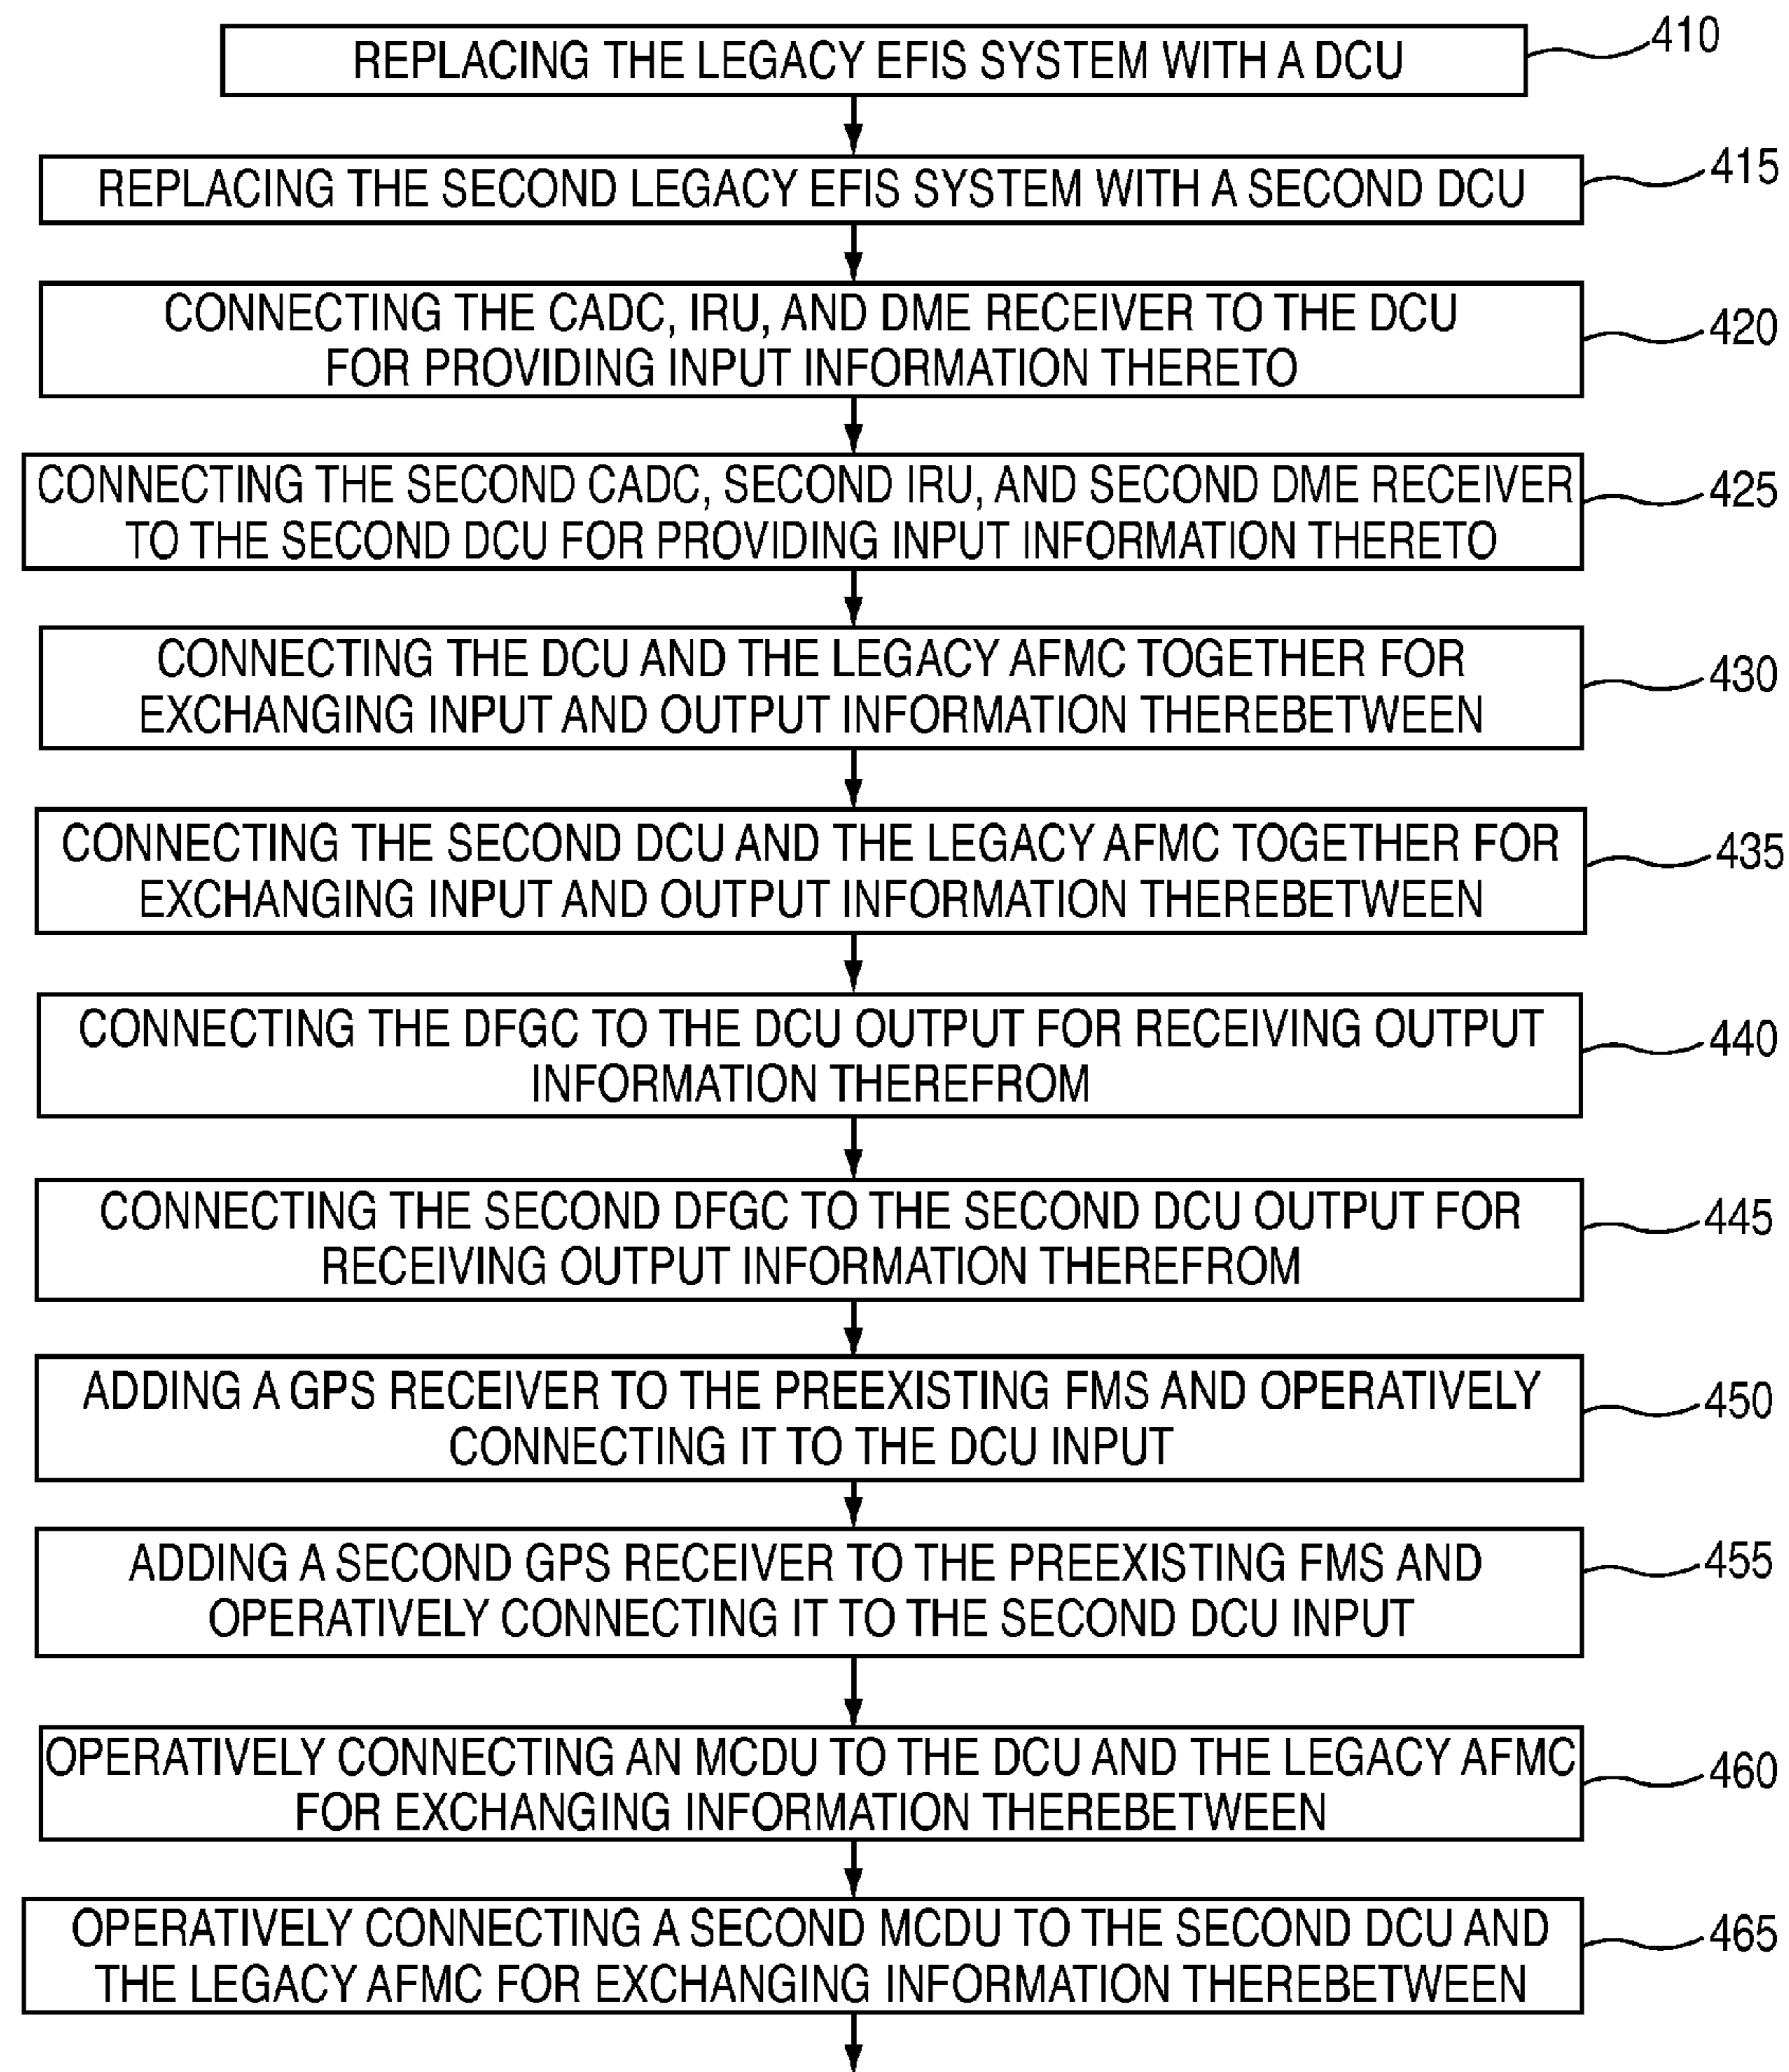 REPLACING THE LEGACY EFIS SYSTEM WITH A DCU
410
REPLACING THE SECOND LEGACY EFIS SYSTEM WITH A SECOND DCU
415
CONNECTING THE CADC, IRU, AND DME RECEIVER TO THE DCU
FOR PROVIDING INPUT INFORMATION THERETO
420
CONNECTING THE SECOND CADC, SECOND IRU, AND SECOND DME RECEIVER
TO THE SECOND DCU FOR PROVIDING INPUT INFORMATION THERETO
425
CONNECTING THE DCU AND THE LEGACY AFMC TOGETHER FOR
EXCHANGING INPUT AND OUTPUT INFORMATION THEREBETWEEN
430
CONNECTING THE SECOND DCU AND THE LEGACY AFMC TOGETHER FOR
EXCHANGING INPUT AND OUTPUT INFORMATION THEREBETWEEN
435
CONNECTING THE DFGC TO THE DCU OUTPUT FOR RECEIVING OUTPUT
INFORMATION THEREFROM
440
CONNECTING THE SECOND DFGC TO THE SECOND DCU OUTPUT FOR
RECEIVING OUTPUT INFORMATION THEREFROM
445
ADDING A GPS RECEIVER TO THE PREEXISTING FMS AND OPERATIVELY
CONNECTING IT TO THE DCU INPUT
450
ADDING A SECOND GPS RECEIVER TO THE PREEXISTING FMS AND
OPERATIVELY CONNECTING IT TO THE SECOND DCU INPUT
455
OPERATIVELY CONNECTING AN MCDU TO THE DCU AND THE LEGACY AFMC
FOR EXCHANGING INFORMATION THEREBETWEEN
460
OPERATIVELY CONNECTING A SECOND MCDU TO THE SECOND DCU AND
THE LEGACY AFMC FOR EXCHANGING INFORMATION THEREBETWEEN
465